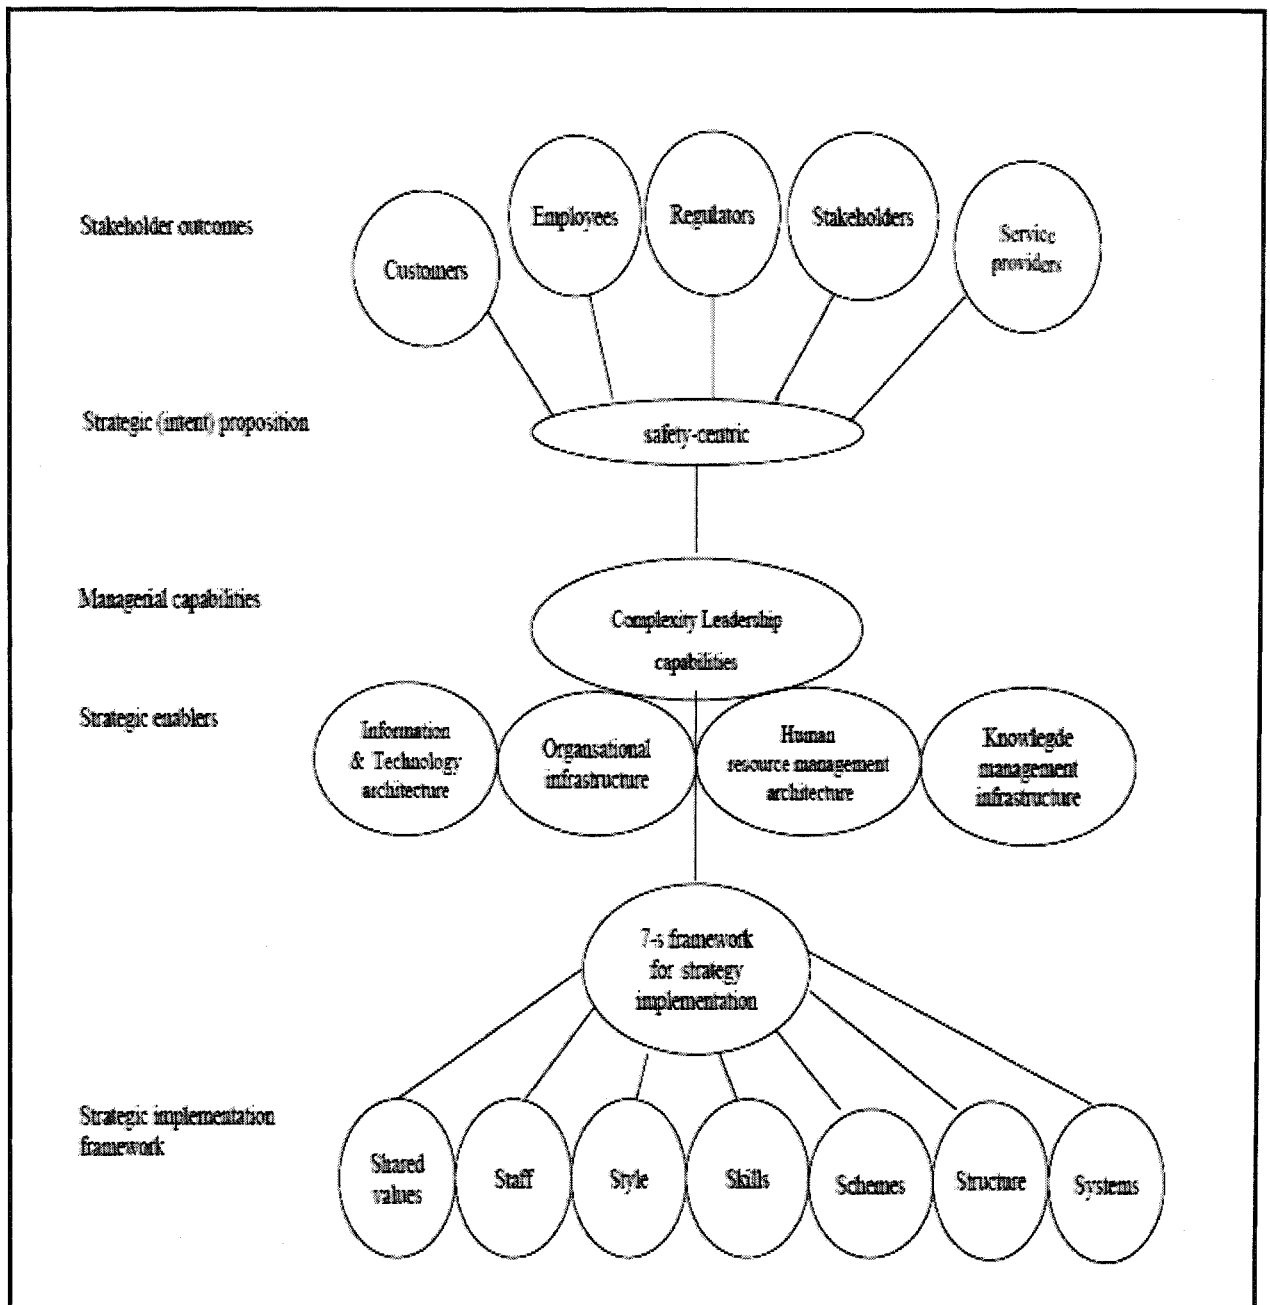 Stakeholder outcomes
Customers
Employees
Regulators
Stakeholders
Service
providers
Strategic (intent) proposition
safety-centric
Managerial capabilities
Complexity Leadership
capabilities
Strategic enablers
Information
& Technology
architecture
Organsational
infrastructure
Human
resource management
architecture
Knowlegde
management
infrastructure
7-s framework
for strategy
implementation
Strategic implementation
framework
Shared
values
Staff
Style
Skills
Schemes
Structure
Systems